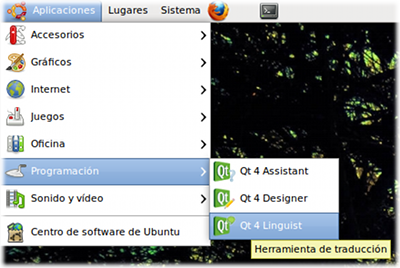 Aplicaciones Lugares Sistema
Accesorios
Gráficos
Internet
Juegos
Oficina
Programación
Qt 4 Assistant
Sonido y vídeo
Qt 4 Designer
Centro de software de Ubuntu
Qt 4 Linguist
Herramienta de traducción